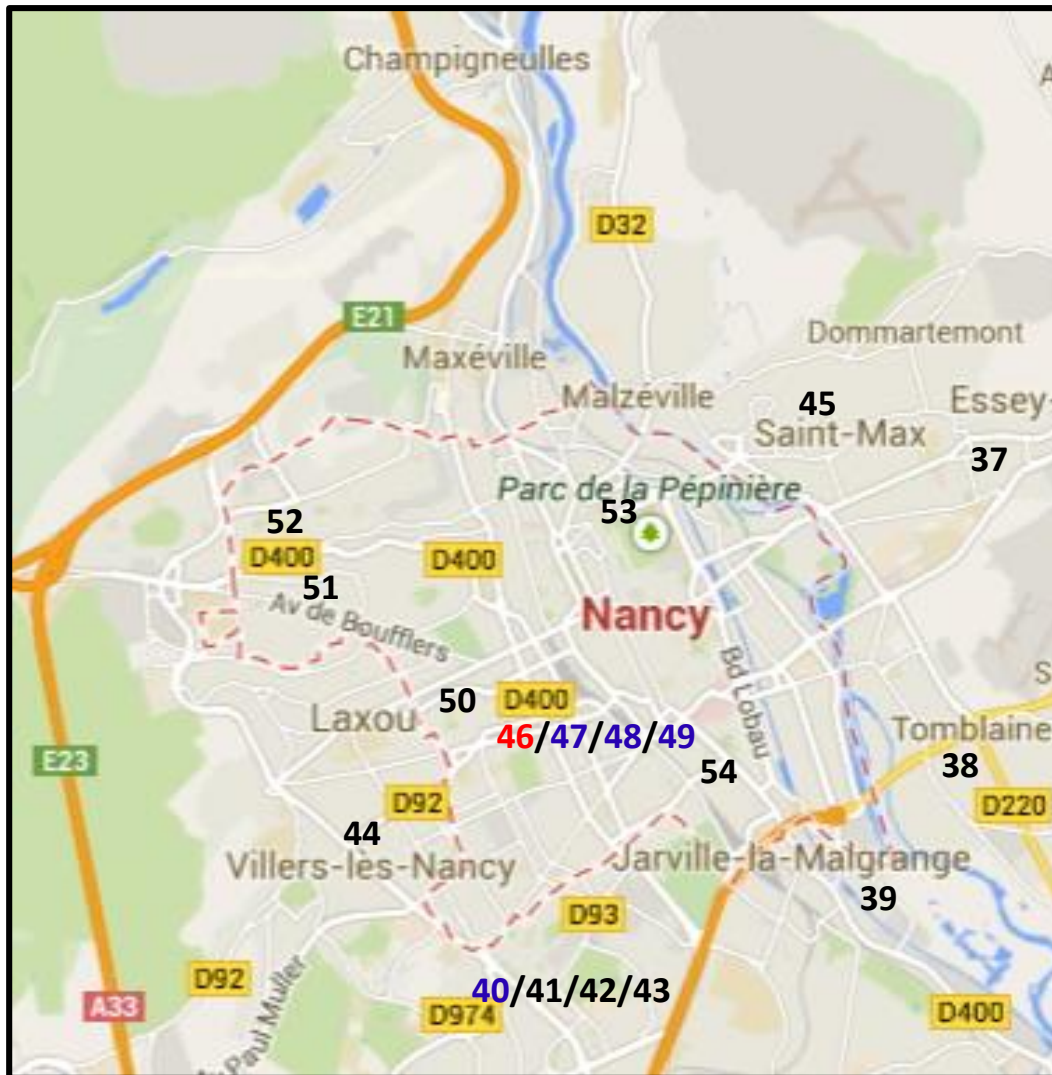 Champigneulles
D32
E21
Dommartemont
Maxéville
Malzéville
45
Essey-
Saint-Max
37
Parc de la Pépinière
53
52
D400
D400
51
Av de Boufflers
Nancy
Bd Lobau
50
D400
Laxou
46/47/48/49
Tomblaine
E23
54
38
D92
D220
44
Villers-lès-Nancy
Jarville-la-Malgrange
39
D93
D92
Paul Muller
40/41/42/43
A33
D974
D400